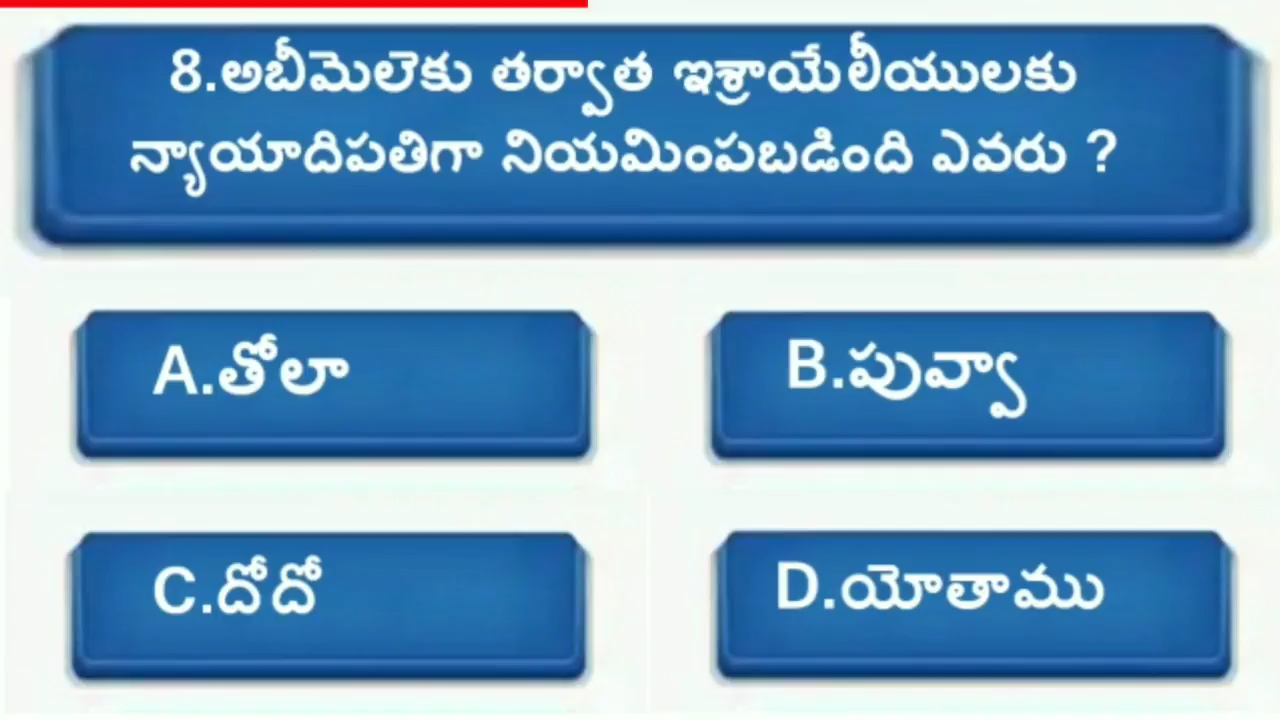 8.అబీమెలెకు తర్వాత ఇశ్రాయేలీయులకు
న్యాయాదిపతిగా నియమింపబడింది ఎవరు ?
A.తోలా
B.పువ్వా
C.దోదో
D.యోతాము